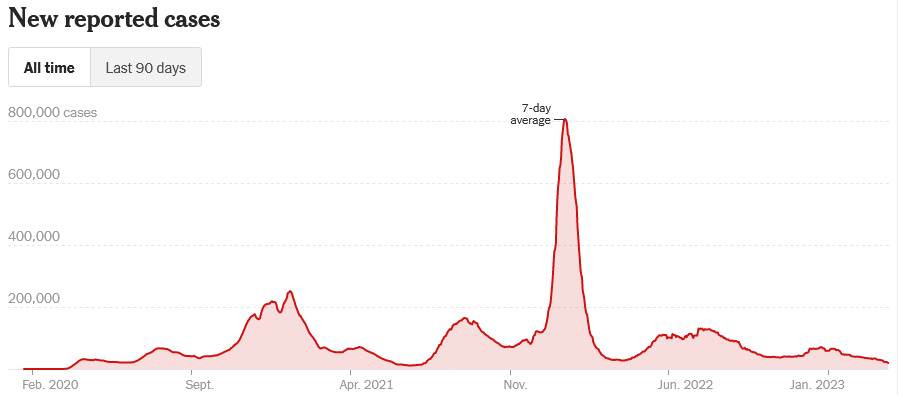 New reported cases
All time
Last 90 days
7-day
average
800,000 cases
600,000
400,000
200,000
Feb. 2020
Sept.
Apr. 2021
Nov.
Jun. 2022
Jan. 2023